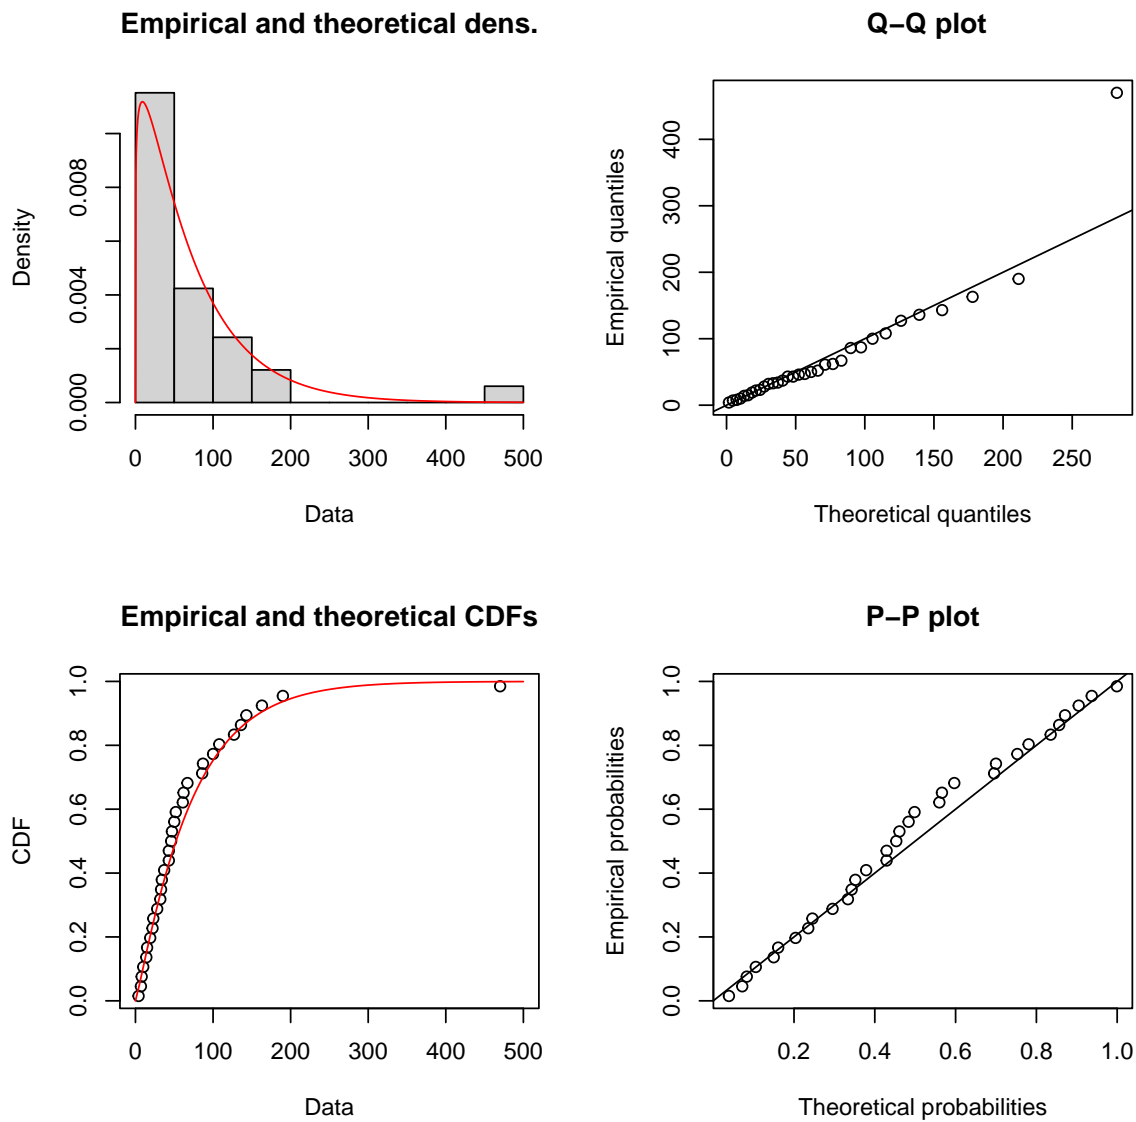 Empirical and theoretical dens.
Density
0.000 0.004 0.008
0 100 200 300 400 500
Data
Q−Q plot
Empirical quantiles
0 100 200 300 400
0 50 100 150 200 250
Theoretical quantiles
Empirical and theoretical CDFs
CDF
0.0 0.2 0.4 0.6 0.8 1.0
0 100 200 300 400 500
Data
P−P plot
Empirical probabilities
0.0 0.2 0.4 0.6 0.8 1.0
0.2 0.4 0.6 0.8 1.0
Theoretical probabilities